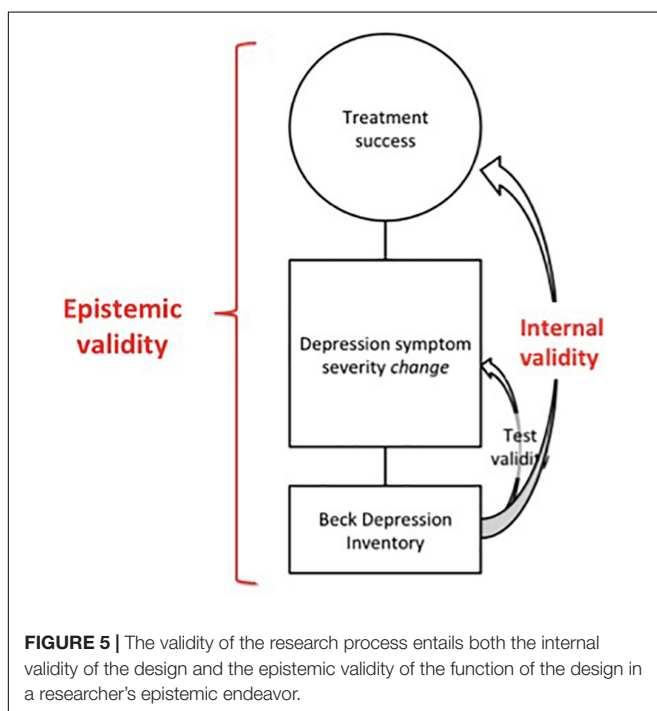 Treatment
success
Epistemic
validity
Depression symptom
severity change
Internal
validity
Test
validity
Beck Depression
Inventory
FIGURE 5 | The validity of the research process entails both the internal
validity of the design and the epistemic validity of the function of the design in
a researcher's epistemic endeavor.